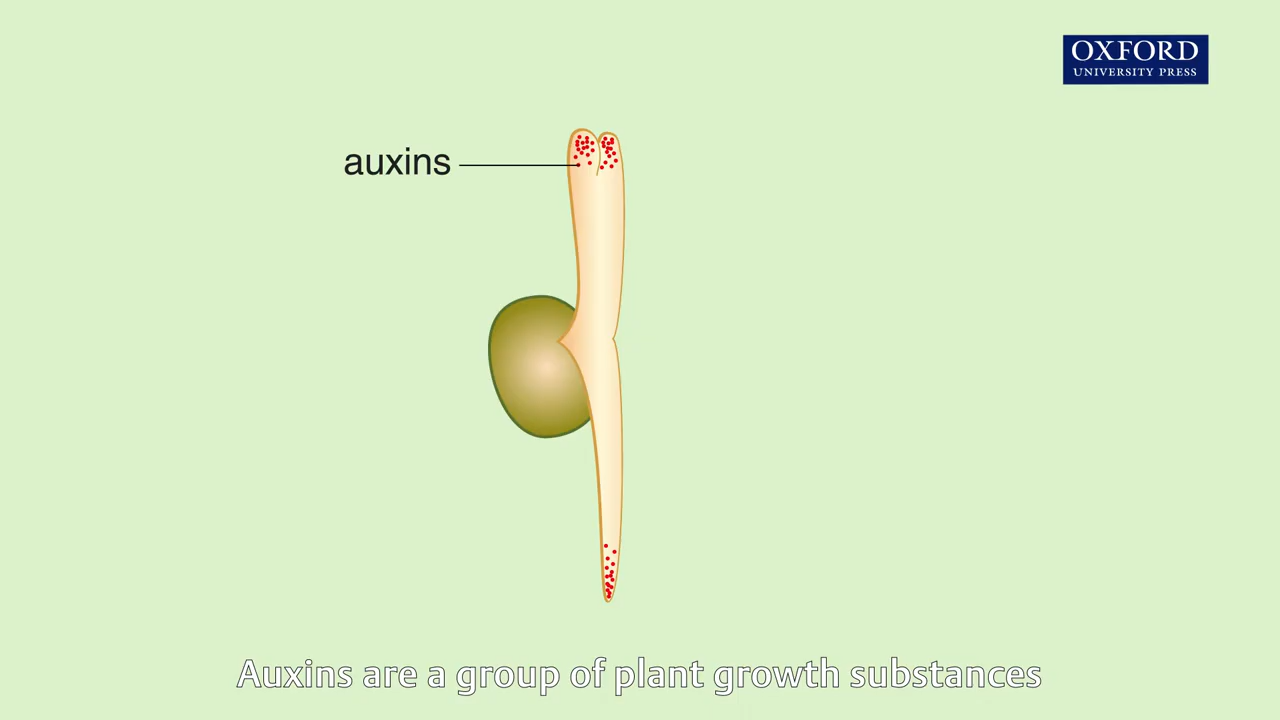 OXFORD
UNIVERSITY PRESS
auxins
Auxins are a group of plant growth substances